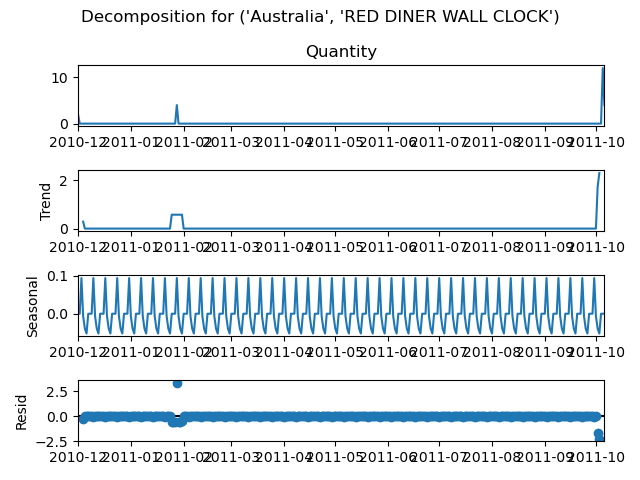 Decomposition for ('Australia', 'RED DINER WALL CLOCK')
Quantity
10
0
2010-12 2011-01 2011-02 2011-03 2011-04 2011-05 2011-06 2011-07 2011-08 2011-09 2011-10
Trend
2
0
2010-12 2011-01 2011-02 2011-03 2011-04 2011-05 2011-06 2011-07 2011-08 2011-09 2011-10
Seasonal
0.1
0.0
2010-12 2011-01 2011-02 2011-03 2011-04 2011-05 2011-06 2011-07 2011-08 2011-09 2011-10
Resid
2.5
0.0
−2.5
2010-12 2011-01 2011-02 2011-03 2011-04 2011-05 2011-06 2011-07 2011-08 2011-09 2011-10